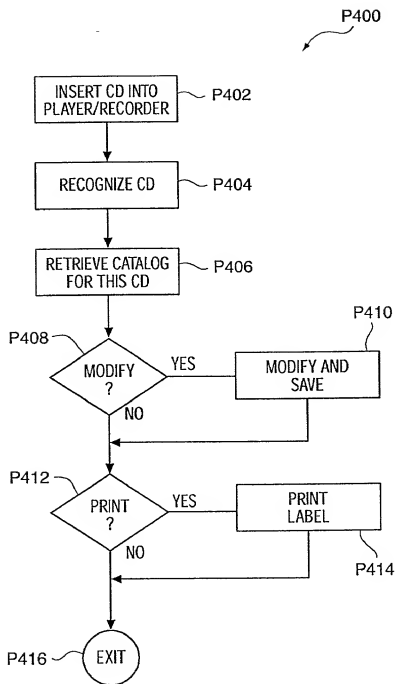 P400
INSERT CD INTO
PLAYER/RECORDER
P402
RECOGNIZE CD
P404
RETRIEVE CATALOG
FOR THIS CD
P406
P408
MODIFY
?
YES
NO
P410
MODIFY AND
SAVE
P412
PRINT
?
YES
NO
PRINT
LABEL
P414
P416
EXIT